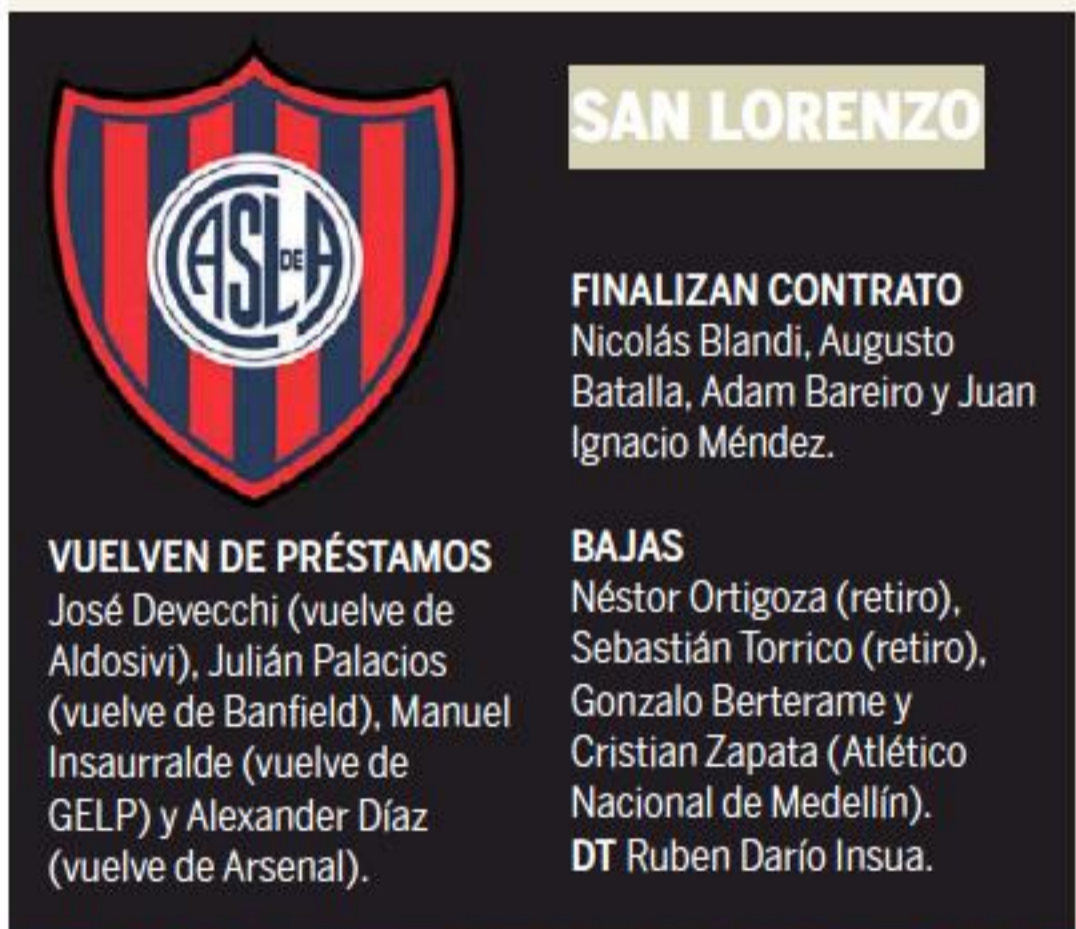 CASLDEA
SAN LORENZO
FINALIZAN CONTRATO
Nicolás Blandi, Augusto
Batalla, Adam Bareiro y Juan
Ignacio Méndez.
VUELVEN DE PRÉSTAMOS
José Devecchi (vuelve de
Aldosivi), Julián Palacios
(vuelve de Banfield), Manuel
Insaurralde (vuelve de
GELP) y Alexander Díaz
(vuelve de Arsenal).
BAJAS
Néstor Ortigoza (retiro),
Sebastián Torrico (retiro),
Gonzalo Berterame y
Cristian Zapata (Atlético
Nacional de Medellín).
DT Ruben Darío Insua.